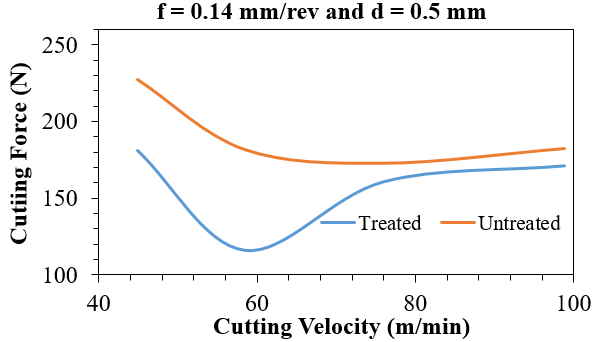 f = 0.14 mm/rev and d = 0.5 mm
250
200
150
100
Cutiing Force (N)
Treated
Untreated
40
60
80
100
Cutting Velocity (m/min)